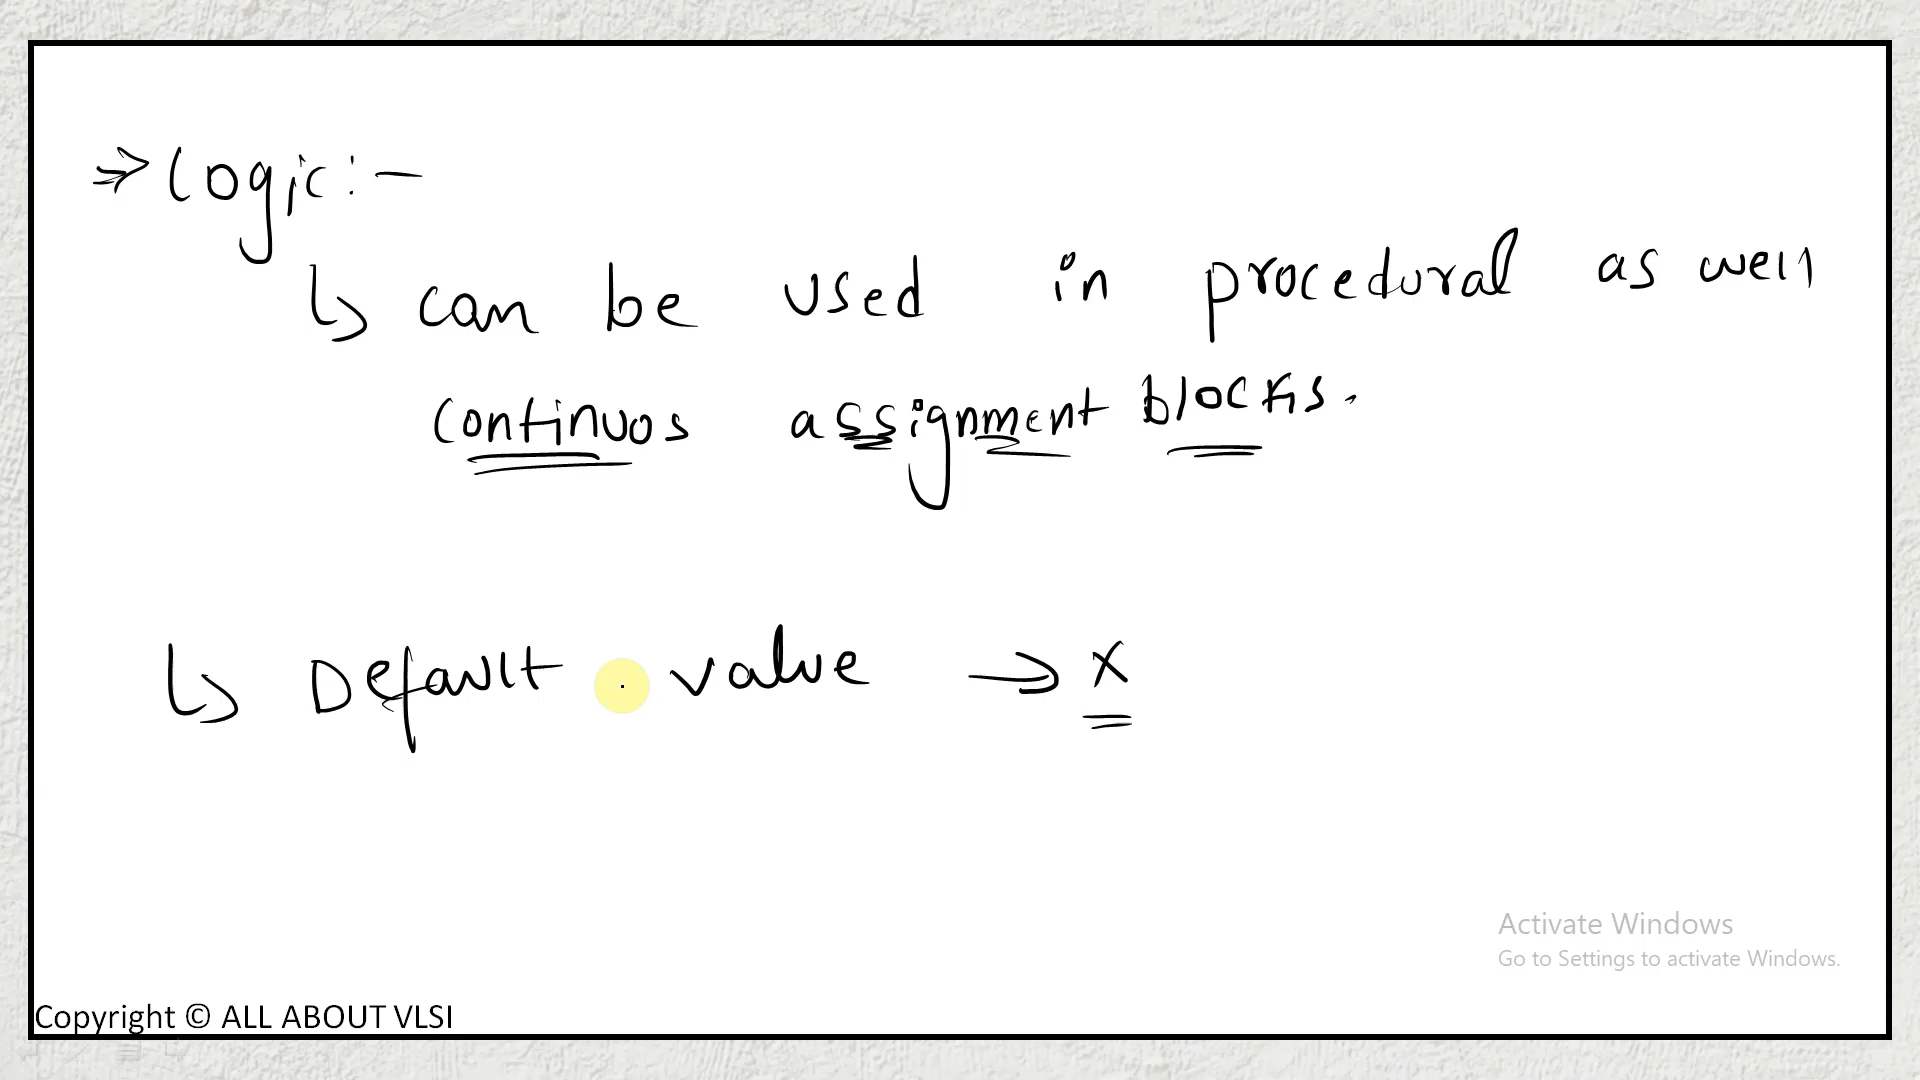 ⇒ Logic:-
↳ can be used in procedural as well
continuos assignment blocks.
↳ Default value → x
Activate Windows
Go to Settings to activate Windows.
Copyright © ALL ABOUT VLSI